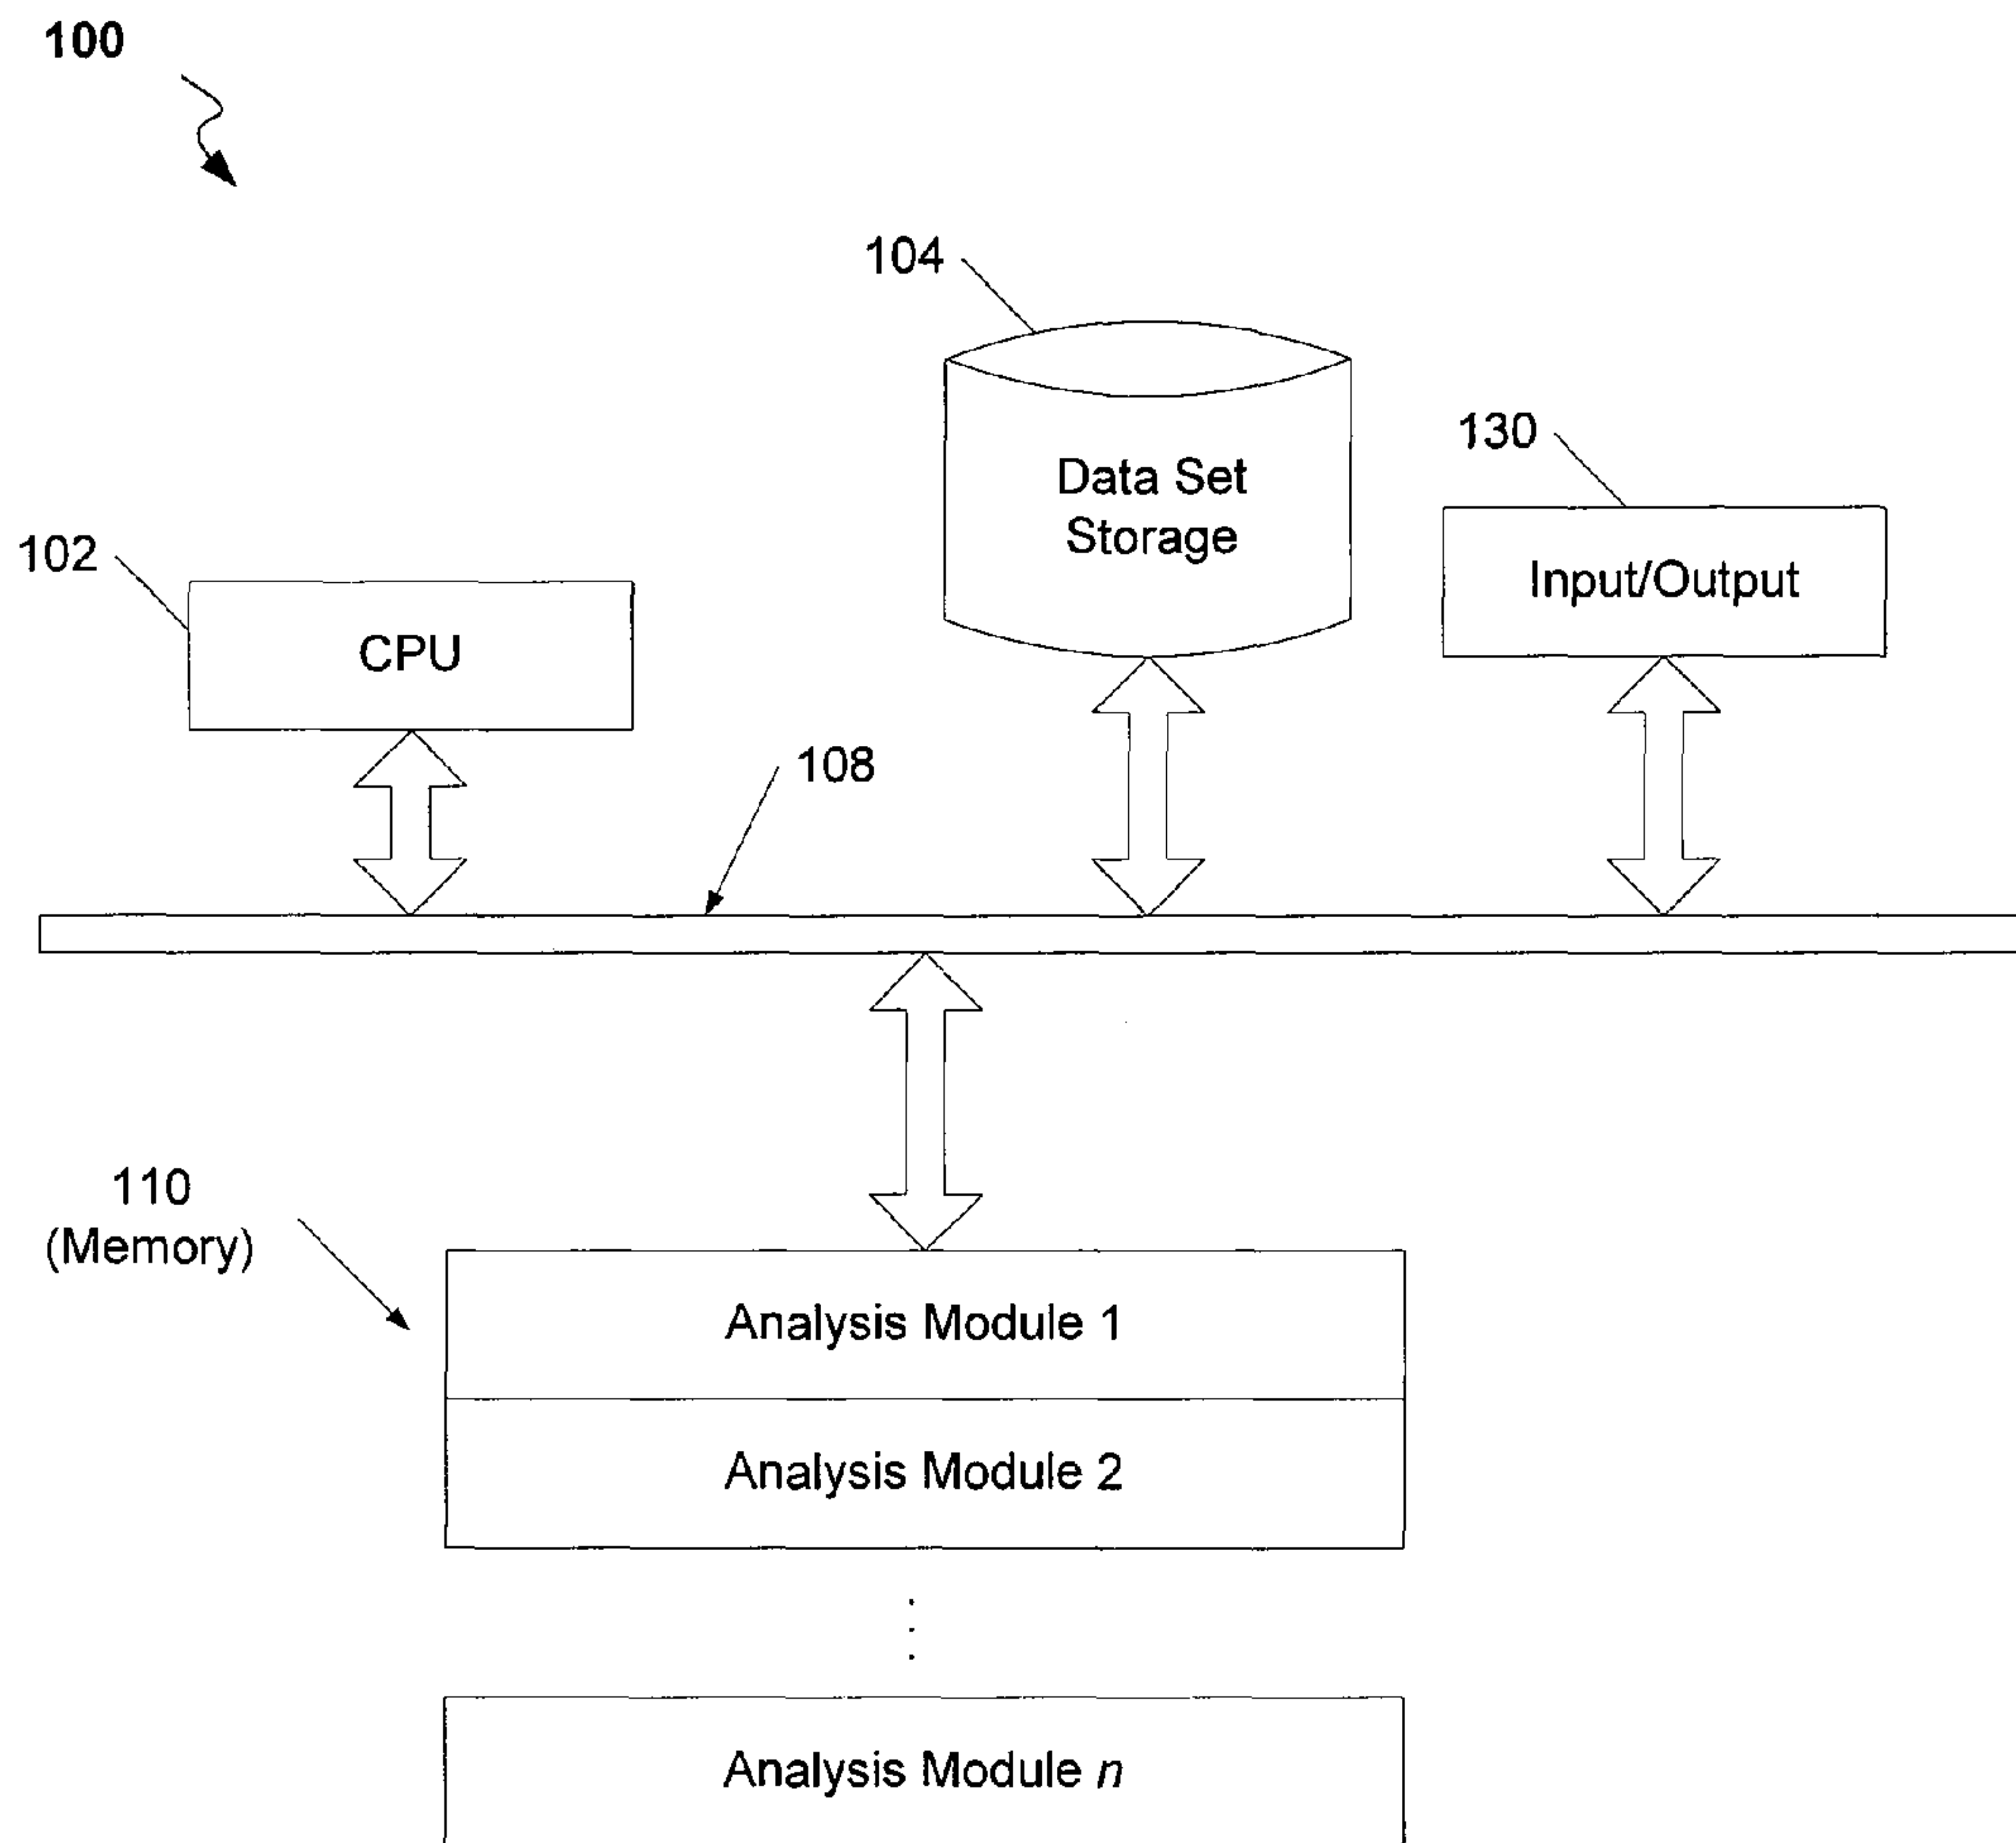 100
104
Data Set
Storage
130
Input/Output
102
CPU
108
110
(Memory)
Analysis Module 1
Analysis Module 2
Analysis Module n